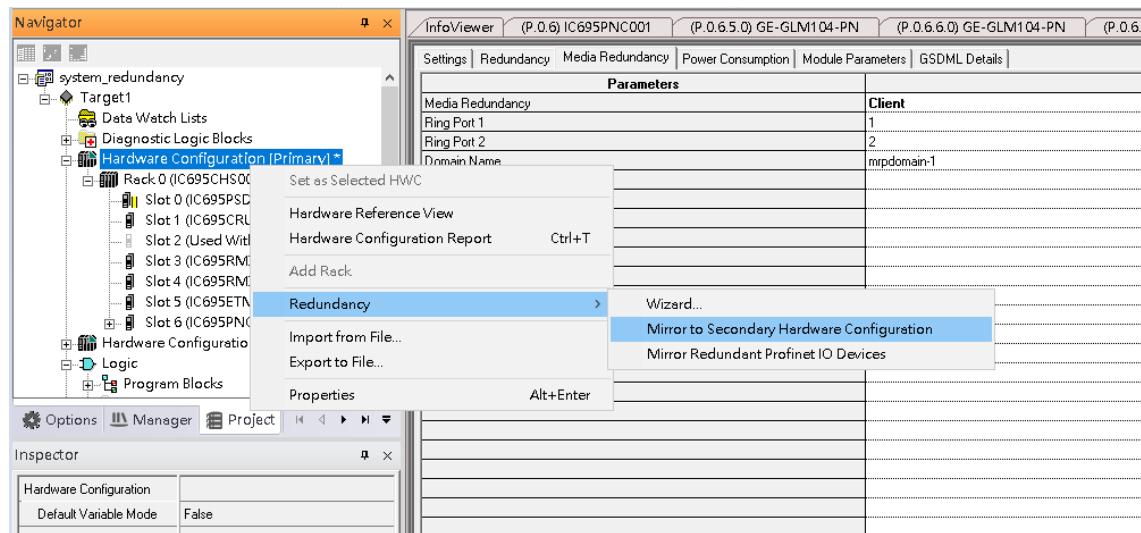 Navigator
system_redundancy
Target1
Data Watch Lists
Diagnostic Logic Blocks
Hardware Configuration [Primary] *
Rack 0 (IC695CHS00
Slot 0 (IC695PSD
Slot 1 (IC695CRU
Slot 2 (Used Wit
Slot 3 (IC695RM
Slot 4 (IC695RM
Slot 5 (IC695ETN
Slot 6 (IC695PNC
Hardware Configuratio
Logic
Program Blocks
Options Manager Project
Inspector
Hardware Configuration
Default Variable Mode False
Set as Selected HWC
Hardware Reference View
Hardware Configuration Report Ctrl+T
Add Rack
Redundancy
Import from File...
Export to File...
Properties Alt+Enter
Wizard...
Mirror to Secondary Hardware Configuration
Mirror Redundant Profinet IO Devices
InfoViewer (P.0.6) IC695PNC001 (P.0.6.5.0) GE-GLM104-PN (P.0.6.6.0) GE-GLM104-PN (P.0.6.
Settings Redundancy Media Redundancy Power Consumption Module Parameters GSDML Details
Parameters
Media Redundancy Client
Ring Port 1 1
Ring Port 2 2
Domain Name mrpdomain-1